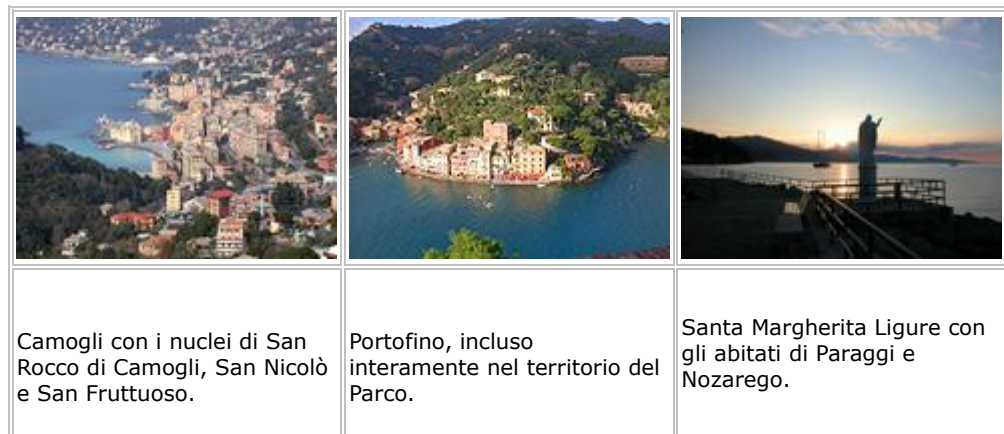 Camogli con i nuclei di San
Rocco di Camogli, San Nicolò
e San Fruttuoso.
Portofino, incluso
interamente nel territorio del
Parco.
Santa Margherita Ligure con
gli abitati di Paraggi e
Nozarego.